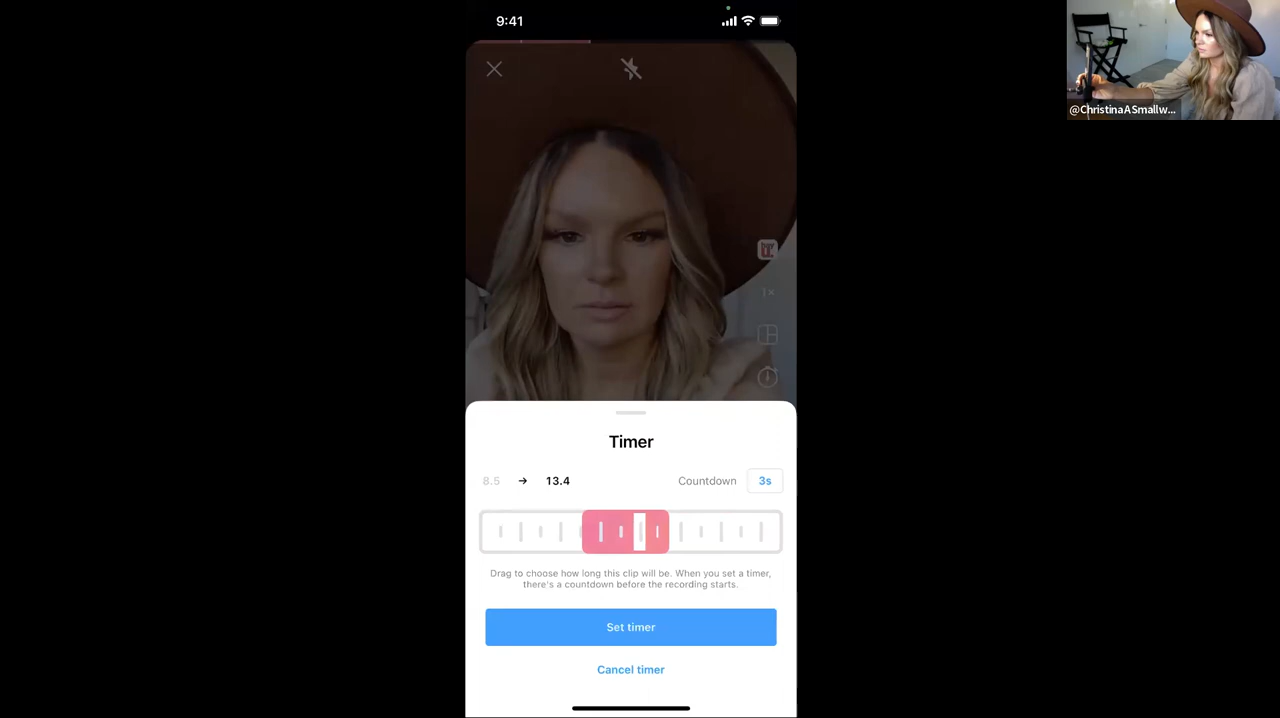 9:41
@ChristinaASmallw...
1×
Timer
8.5 → 13.4 Countdown 3s
Drag to choose how long this clip will be. When you set a timer,
there's a countdown before the recording starts.
Set timer
Cancel timer